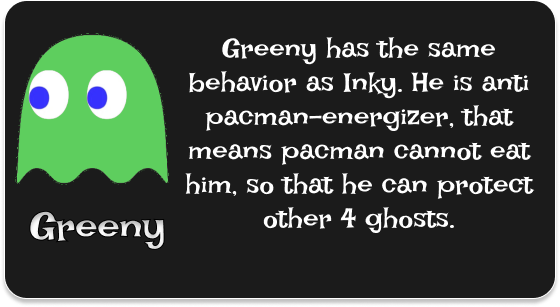 Greeny has the same
behavior as Inky. He is anti
pacman-energizer, that
means pacman cannot eat
him, so that he can protect
other 4 ghosts.
Greeny